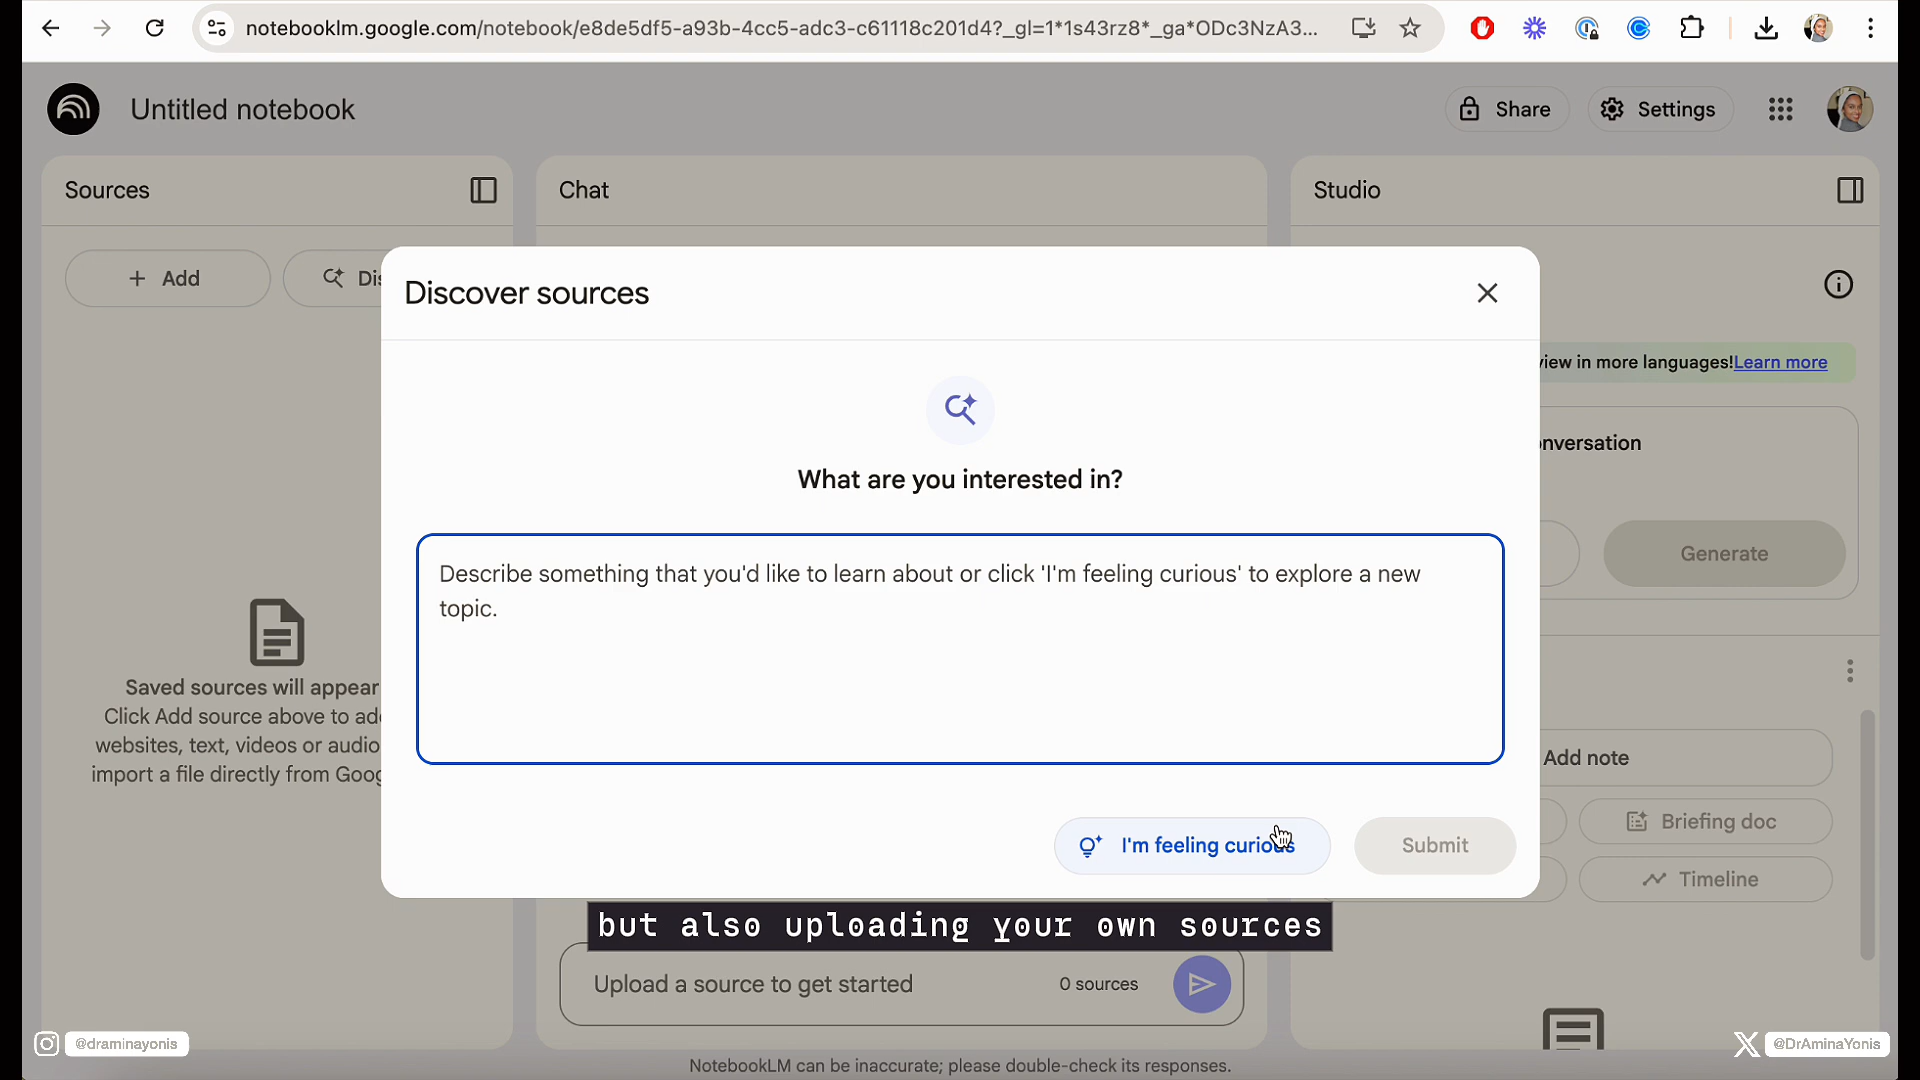 notebooklm.google.com/notebook/e8de5df5-a93b-4cc5-adc3-c61118c201d4?_gl=1*1s43rz8*_ga*ODc3NzA3...
Untitled notebook
Share
Settings
Sources
Chat
Studio
+ Add
Dis
Discover sources
view in more languages!Learn more
onversation
What are you interested in?
Generate
Describe something that you'd like to learn about or click 'I'm feeling curious' to explore a new
topic.
Saved sources will appear
Click Add source above to add
websites, text, videos or audio
import a file directly from Goog
Add note
Briefing doc
I'm feeling curious
Submit
Timeline
but also uploading your own sources
Upload a source to get started
0 sources
@draminayonis
@DrAminaYonis
NotebookLM can be inaccurate; please double-check its responses.